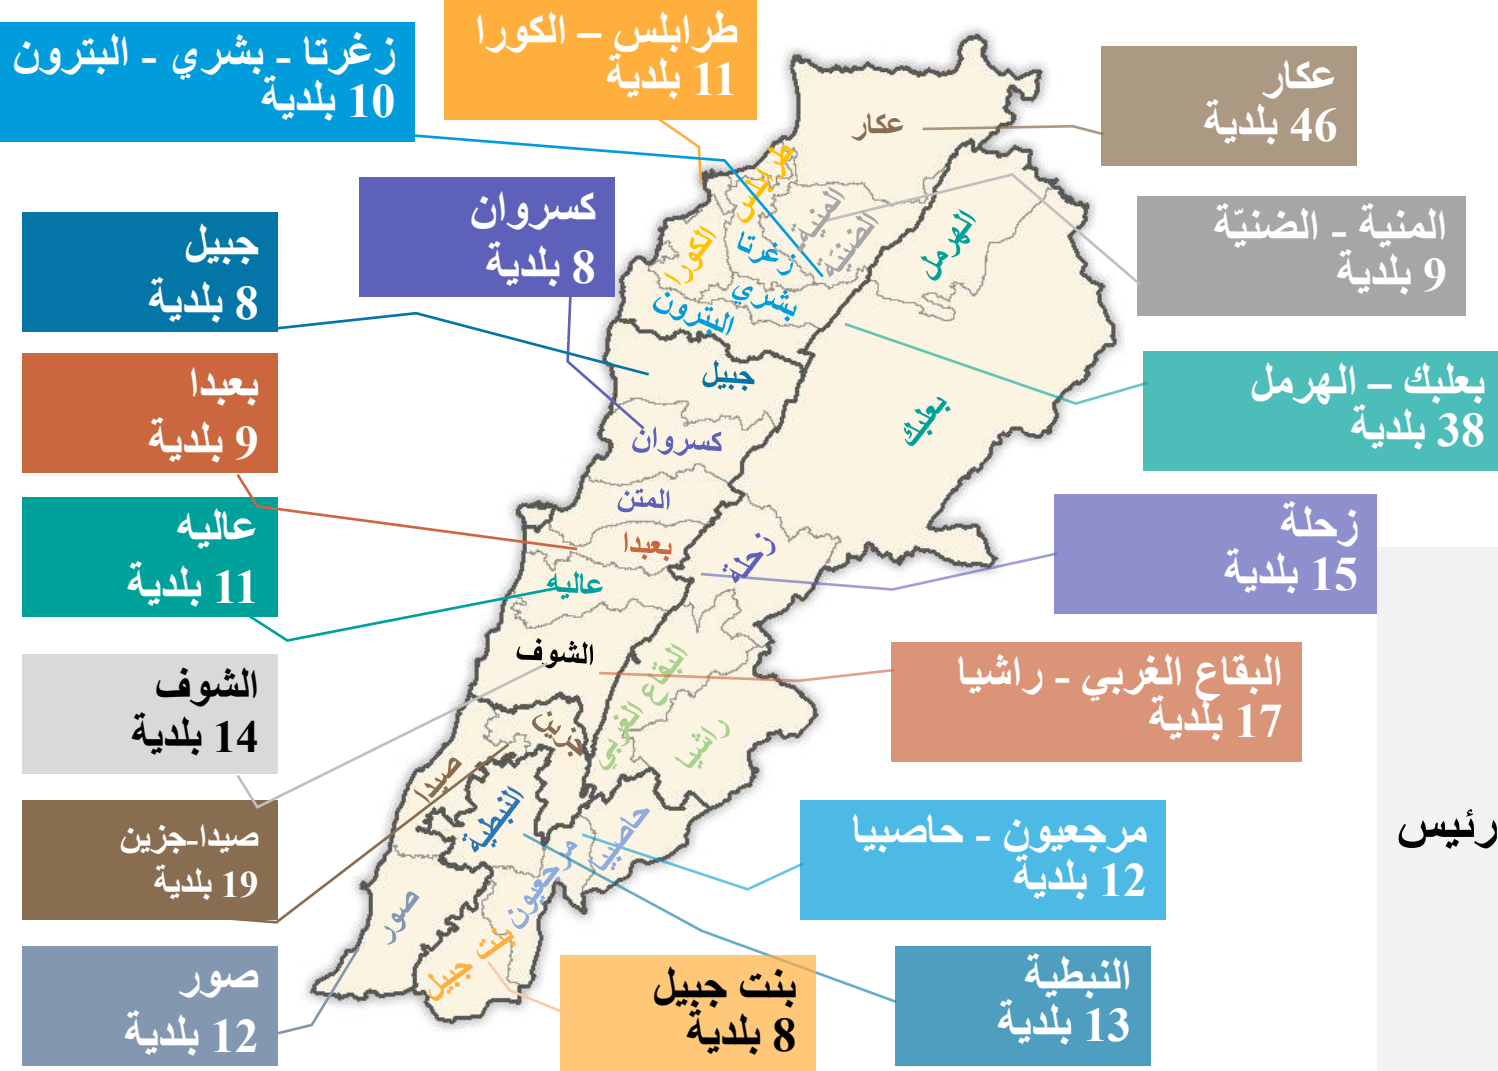 طرابلس – الكورا
11 بلدية
زغرتا - بشري - البترون
10 بلدية
عكار
46 بلدية
كسروان
8 بلدية
المنية - الضنيّة
9 بلدية
جبيل
8 بلدية
بعلبك – الهرمل
38 بلدية
بعبدا
9 بلدية
زحلة
15 بلدية
عاليه
11 بلدية
البقاع الغربي - راشيا
17 بلدية
الشوف
14 بلدية
مرجعيون - حاصبيا
12 بلدية
صيدا-جزين
19 بلدية
النبطية
13 بلدية
بنت جبيل
8 بلدية
صور
12 بلدية
رئيس
عكار
طرابلس
المنية
الضنيّة
الهرمل
زغرتا
الكورا
بشري
البترون
جبيل
بعلبك
كسروان
المتن
بعبدا
زحلة
عاليه
الشوف
البقاع الغربي
راشيا
جزين
صيدا
النبطية
حاصبيا
مرجعيون
صور
بنت جبيل